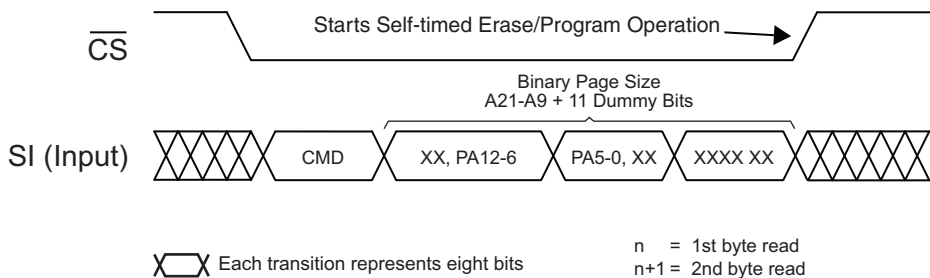 Starts Self-timed Erase/Program Operation
CS
Binary Page Size
A21-A9 + 11 Dummy Bits
SI (Input)
CMD
XX, PA12-6
PA5-0, XX
XXXX XX
Each transition represents eight bits
n = 1st byte read
n+1 = 2nd byte read